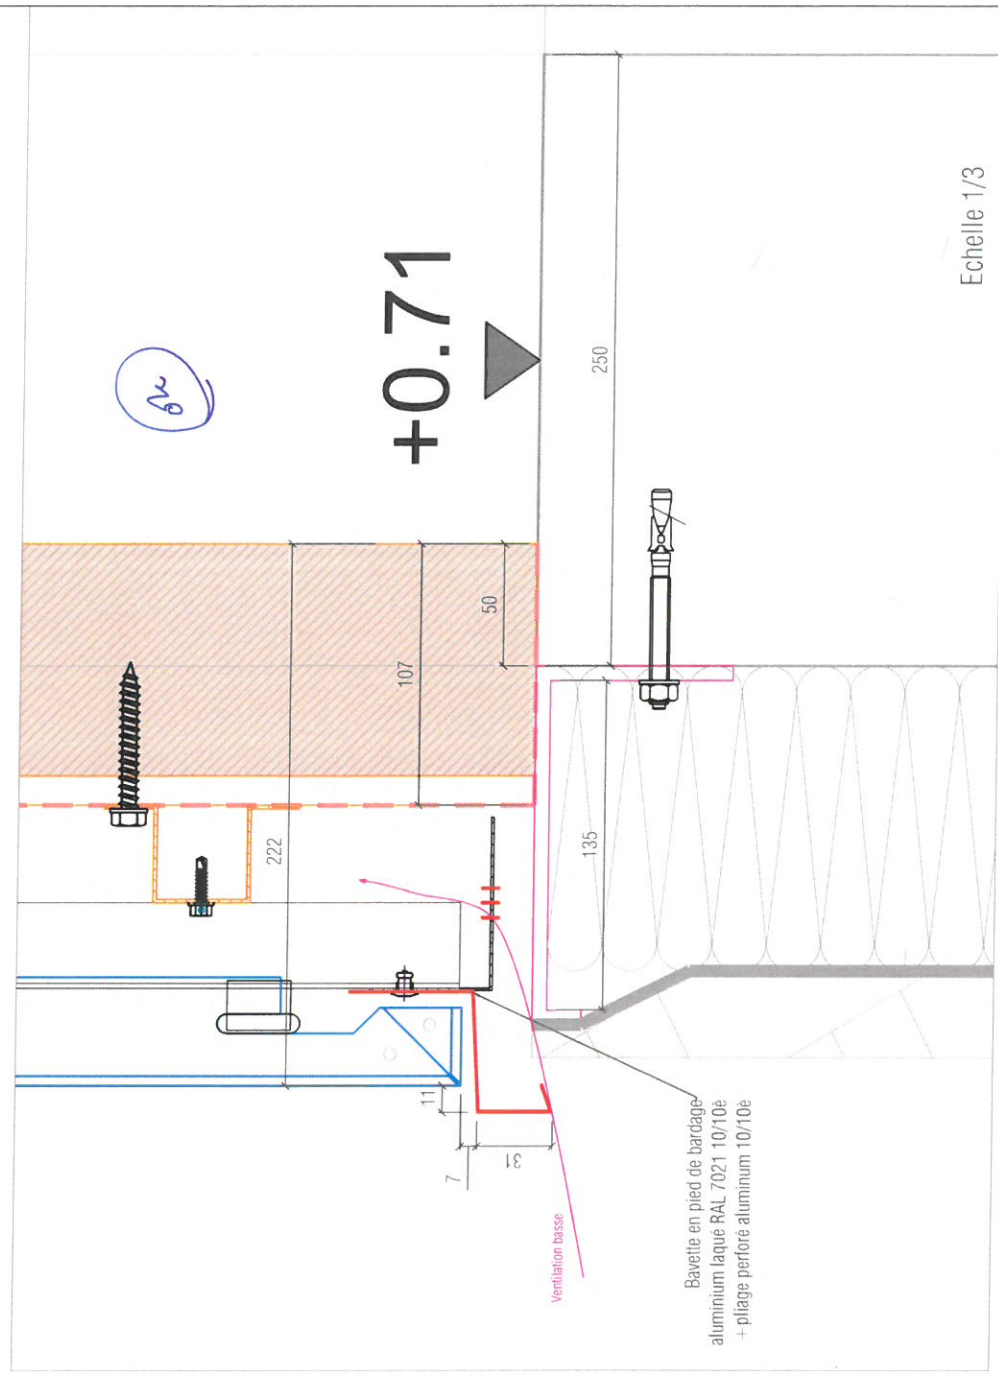 +0.71
222
107
50
250
135
11
7
31
Ventilation basse
Bavette en pied de bardage
aluminium laqué RAL 7021 10/10è
+ pliage perforé aluminum 10/10è
Echelle 1/3